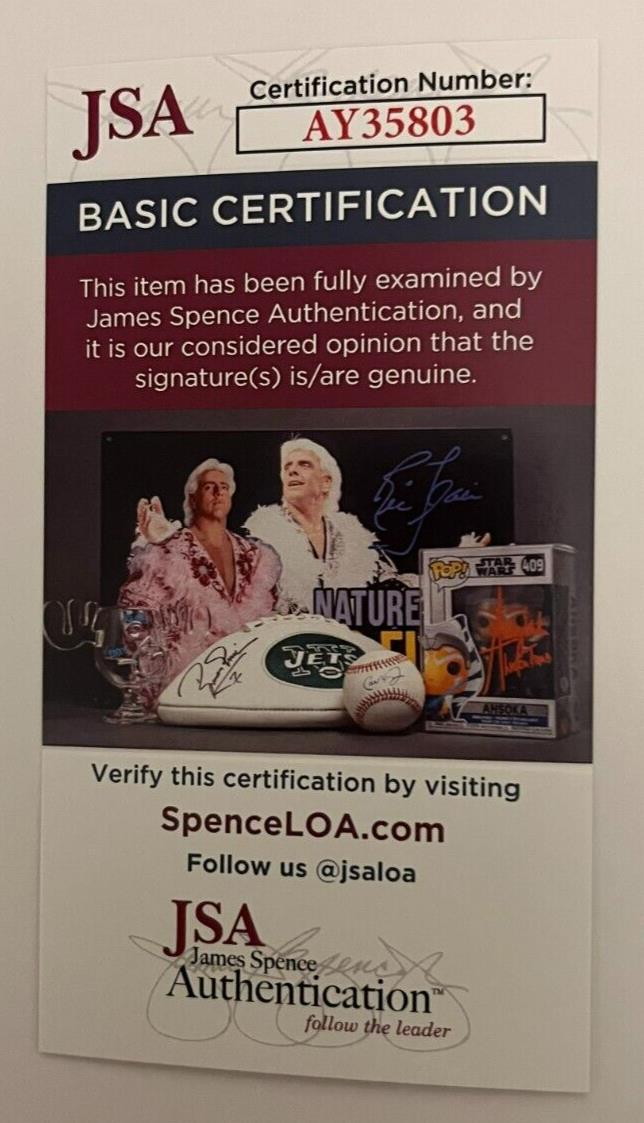 JSA
Certification Number:
AY35803
BASIC CERTIFICATION
This item has been fully examined by
James Spence Authentication, and
it is our considered opinion that the
signature(s) is/are genuine.
Ric Flair
NATURE
POP! STAR WARS 409
JETS
AHSOKA
Verify this certification by visiting
SpenceLOA.com
Follow us @jsaloa
JSA
James Spence
Authentication™
follow the leader